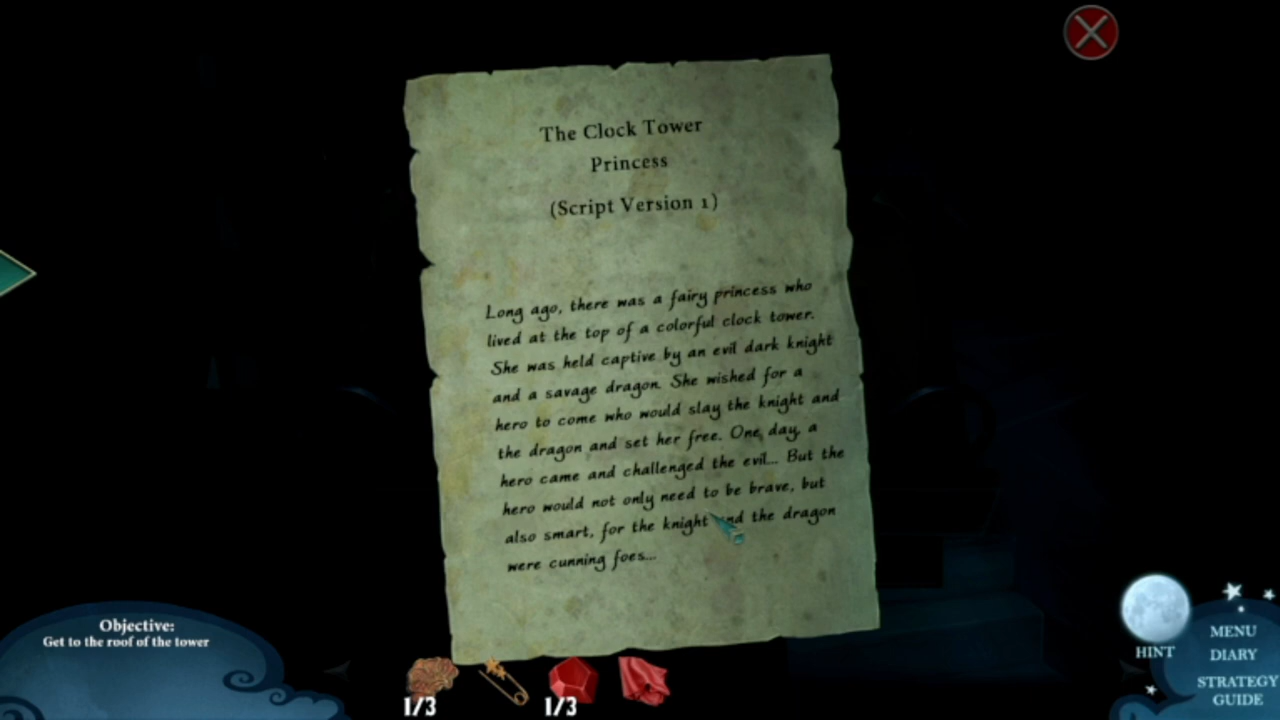 The Clock Tower
Princess
(Script Version 1)
Long ago, there was a fairy princess who
lived at the top of a colorful clock tower.
She was held captive by an evil dark knight
and a savage dragon. She wished for a
hero to come who would slay the knight and
the dragon and set her free. One day, a
hero came and challenged the evil... But the
hero would not only need to be brave, but
also smart, for the knight and the dragon
were cunning foes...
Objective:
Get to the roof of the tower
1/3
1/3
HINT
MENU
DIARY
STRATEGY
GUIDE